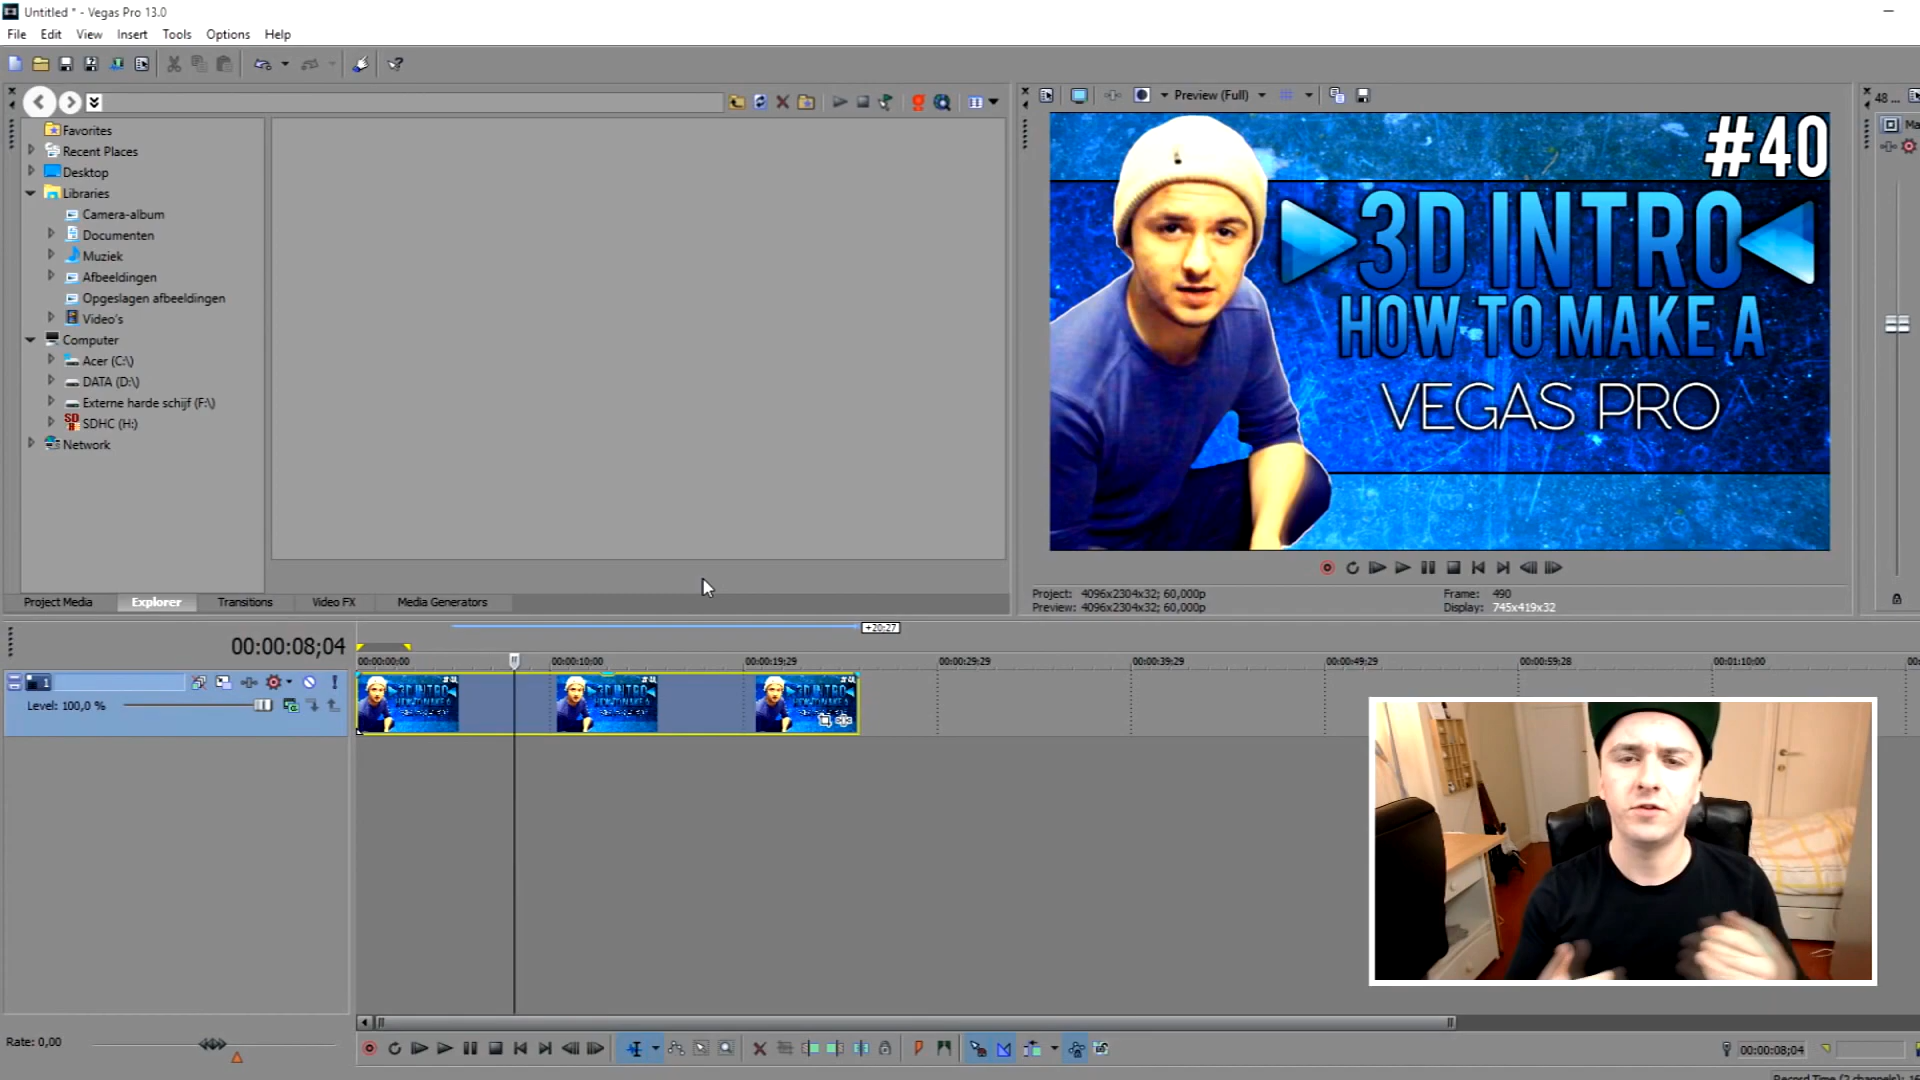 Untitled * - Vegas Pro 13.0
File Edit View Insert Tools Options Help
Preview (Full)
48 ...
Favorites
Recent Places
Desktop
Libraries
Camera-album
Documenten
Muziek
Afbeeldingen
Opgeslagen afbeeldingen
Video's
Computer
Acer (C:\)
DATA (D:\)
Externe harde schijf (F:\)
SDHC (H:)
Network
#40
3D INTRO
HOW TO MAKE A
VEGAS PRO
Project Media Explorer Transitions Video FX Media Generators
Project: 4096x2304x32; 60,000p
Preview: 4096x2304x32; 60,000p
Frame: 490
Display: 745x419x32
+20:27
00:00:08;04
00:00:00;00 00:00:10;00 00:00:19;29 00:00:29;29 00:00:39;29 00:00:49;29 00:00:59;28 00:01:10;00
1
Level: 100,0 %
Rate: 0,00
00:00:08;04